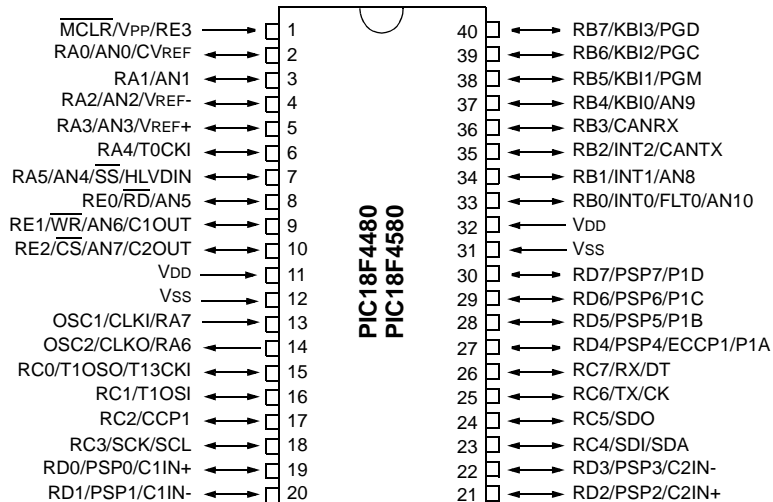 MCLR/VPP/RE3 1 40 RB7/KBI3/PGD
RA0/AN0/CVREF 2 39 RB6/KBI2/PGC
RA1/AN1 3 38 RB5/KBI1/PGM
RA2/AN2/VREF- 4 37 RB4/KBI0/AN9
RA3/AN3/VREF+ 5 36 RB3/CANRX
RA4/T0CKI 6 35 RB2/INT2/CANTX
RA5/AN4/SS/HLVDIN 7 34 RB1/INT1/AN8
RE0/RD/AN5 8 33 RB0/INT0/FLT0/AN10
RE1/WR/AN6/C1OUT 9 32 VDD
RE2/CS/AN7/C2OUT 10 31 VSS
VDD 11 30 RD7/PSP7/P1D
VSS 12 29 RD6/PSP6/P1C
OSC1/CLKI/RA7 13 28 RD5/PSP5/P1B
OSC2/CLKO/RA6 14 27 RD4/PSP4/ECCP1/P1A
RC0/T1OSO/T13CKI 15 26 RC7/RX/DT
RC1/T1OSI 16 25 RC6/TX/CK
RC2/CCP1 17 24 RC5/SDO
RC3/SCK/SCL 18 23 RC4/SDI/SDA
RD0/PSP0/C1IN+ 19 22 RD3/PSP3/C2IN-
RD1/PSP1/C1IN- 20 21 RD2/PSP2/C2IN+
PIC18F4480
PIC18F4580